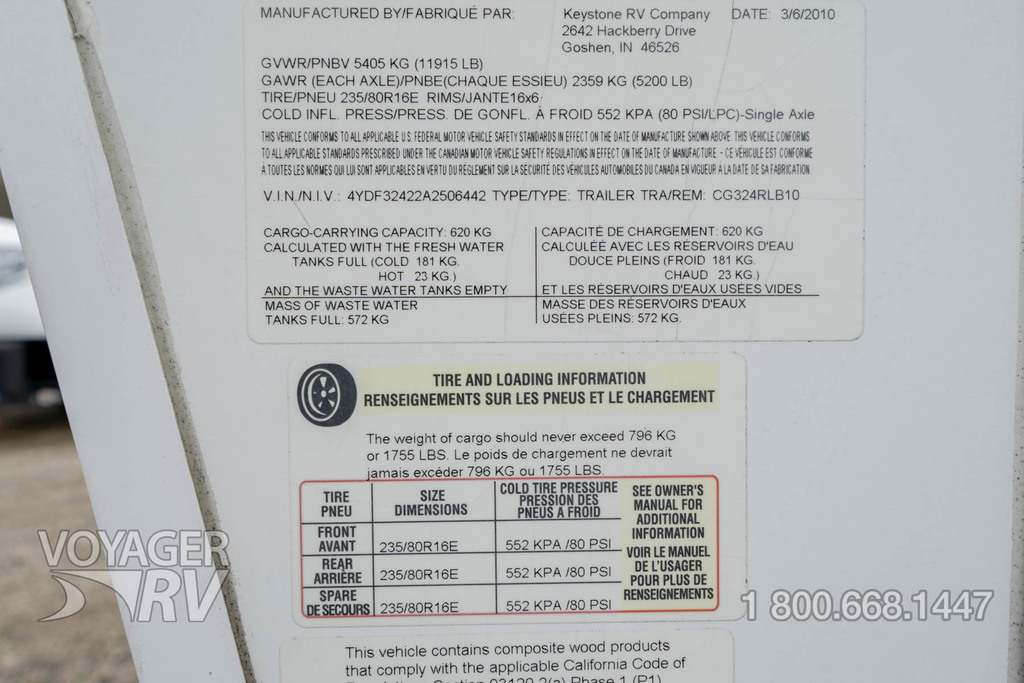 MANUFACTURED BY/FABRIQUÉ PAR: Keystone RV Company DATE: 3/6/2010
2642 Hackberry Drive
Goshen, IN 46526
GVWR/PNBV 5405 KG (11915 LB)
GAWR (EACH AXLE)/PNBE(CHAQUE ESSIEU) 2359 KG (5200 LB)
TIRE/PNEU 235/80R16E RIMS/JANTE16x6
COLD INFL. PRESS/PRESS. DE GONFL. À FROID 552 KPA (80 PSI/LPC)-Single Axle
THIS VEHICLE CONFORMS TO ALL APPLICABLE U.S. FEDERAL MOTOR VEHICLE SAFETY STANDARDS IN EFFECT ON THE DATE OF MANUFACTURE SHOWN ABOVE. THIS VEHICLE CONFORMS
TO ALL APPLICABLE STANDARDS PRESCRIBED UNDER THE CANADIAN MOTOR VEHICLE SAFETY REGULATIONS IN EFFECT ON THE DATE OF MANUFACTURE - CE VÉHICULE EST CONFORME
À TOUTES LES NORMES QUI LUI SONT APPLICABLES EN VERTU DU RÈGLEMENT SUR LA SÉCURITÉ DES VÉHICULES AUTOMOBILES DU CANADA EN VIGUEUR À LA DATE DE SA FABRICATION
V.I.N./N.I.V.: 4YDF32422A2506442 TYPE/TYPE: TRAILER TRA/REM: CG324RLB10
CARGO-CARRYING CAPACITY: 620 KG
CALCULATED WITH THE FRESH WATER
TANKS FULL (COLD 181 KG.
HOT 23 KG.)
AND THE WASTE WATER TANKS EMPTY
MASS OF WASTE WATER
TANKS FULL: 572 KG
CAPACITÉ DE CHARGEMENT: 620 KG
CALCULÉE AVEC LES RÉSERVOIRS D'EAU
DOUCE PLEINS (FROID 181 KG.
CHAUD 23 KG.)
ET LES RÉSERVOIRS D'EAUX USÉES VIDES
MASSE DES RÉSERVOIRS D'EAUX
USÉES PLEINS: 572 KG.
TIRE AND LOADING INFORMATION
RENSEIGNEMENTS SUR LES PNEUS ET LE CHARGEMENT
The weight of cargo should never exceed 796 KG
or 1755 LBS. Le poids de chargement ne devrait
jamais excéder 796 KG ou 1755 LBS.
TIRE
PNEU
SIZE
DIMENSIONS
COLD TIRE PRESSURE
PRESSION DES
PNEUS A FROID
FRONT
AVANT
235/80R16E
552 KPA /80 PSI
REAR
ARRIÈRE
235/80R16E
552 KPA /80 PSI
SPARE
DE SECOURS
235/80R16E
552 KPA /80 PSI
SEE OWNER'S
MANUAL FOR
ADDITIONAL
INFORMATION
VOIR LE MANUEL
DE L'USAGER
POUR PLUS DE
RENSEIGNEMENTS
VOYAGER
RV
1 800.668.1447
This vehicle contains composite wood products
that comply with the applicable California Code of
Section 93120.2(a) Phase 1 (P1)